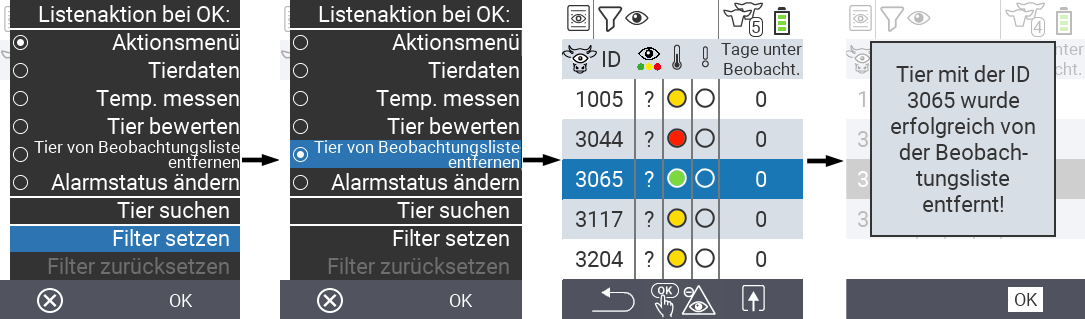 Listenaktion bei OK:
Aktionsmenü
Tierdaten
Temp. messen
Tier bewerten
Tier von Beobachtungsliste
entfernen
Alarmstatus ändern
Tier suchen
Filter setzen
Filter zurücksetzen
OK
Listenaktion bei OK:
Aktionsmenü
Tierdaten
Temp. messen
Tier bewerten
Tier von Beobachtungsliste
entfernen
Alarmstatus ändern
Tier suchen
Filter setzen
Filter zurücksetzen
OK
5
ID
Tage unter
Beobacht.
1005 ? 0
3044 ? 0
3065 ? 0
3117 ? 0
3204 ? 0
OK
4
Tier mit der ID
3065 wurde
erfolgreich von
der Beobach-
tungsliste
entfernt!
OK